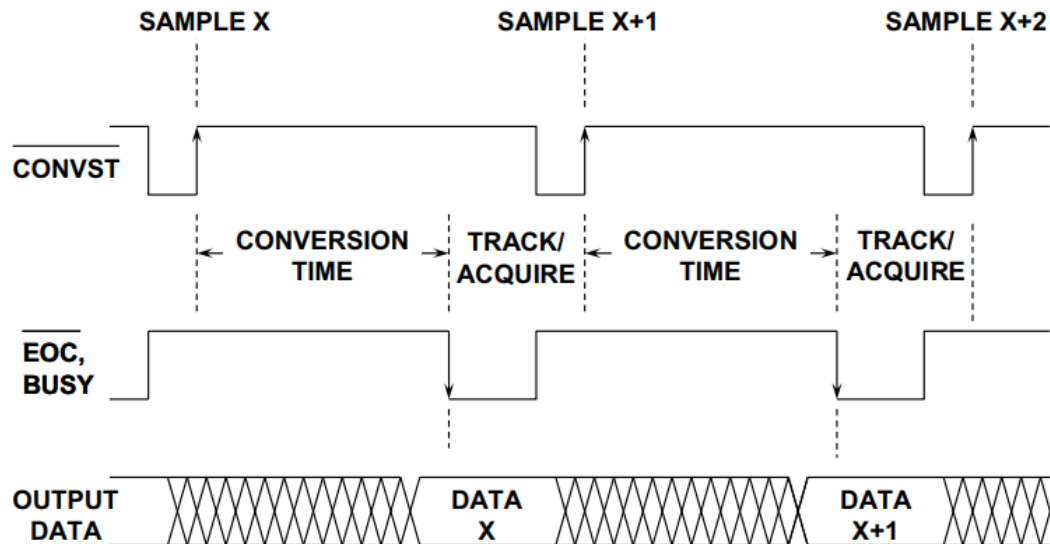 SAMPLE X
SAMPLE X+1
SAMPLE X+2
CONVST
CONVERSION
TIME
TRACK/
ACQUIRE
CONVERSION
TIME
TRACK/
ACQUIRE
EOC,
BUSY
OUTPUT
DATA
DATA
X
DATA
X+1